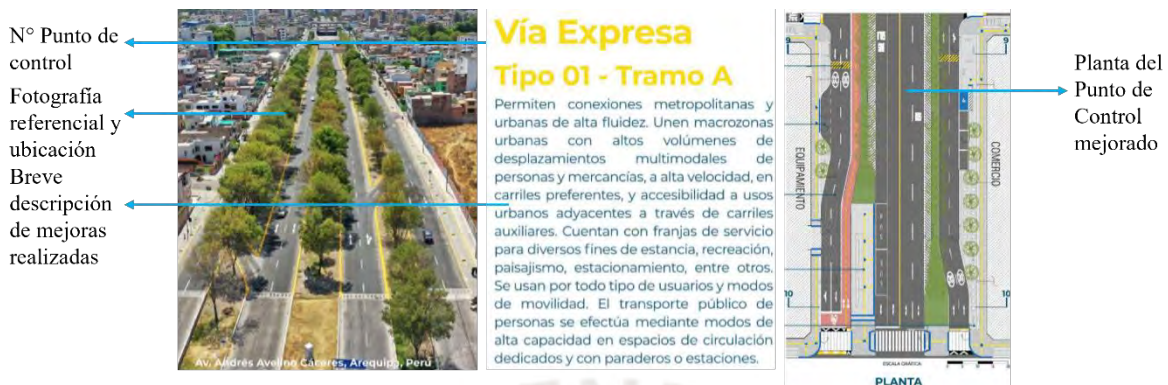 N° Punto de
control
Fotografía
referencial y
ubicación
Breve
descripción
de mejoras
realizadas
Av. Andrés Avelino Cáceres, Arequipa, Perú
Vía Expresa
Tipo 01 - Tramo A
Permiten conexiones metropolitanas y
urbanas de alta fluidez. Unen macrozonas
urbanas con altos volúmenes de
desplazamientos multimodales de
personas y mercancías, a alta velocidad, en
carriles preferentes, y accesibilidad a usos
urbanos adyacentes a través de carriles
auxiliares. Cuentan con franjas de servicio
para diversos fines de estancia, recreación,
paisajismo, estacionamiento, entre otros.
Se usan por todo tipo de usuarios y modos
de movilidad. El transporte público de
personas se efectúa mediante modos de
alta capacidad en espacios de circulación
dedicados y con paraderos o estaciones.
9
9
EQUIPAMIENTO
COMERCIO
10
10
ESCALA GRÁFICA
PLANTA
Planta del
Punto de
Control
mejorado